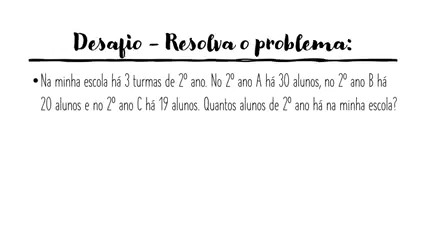 Desafio - Resolva o problema:
• Na minha escola há 3 turmas de 2º ano. No 2º ano A há 30 alunos, no 2º ano B há
20 alunos e no 2º ano C há 19 alunos. Quantos alunos de 2º ano há na minha escola?